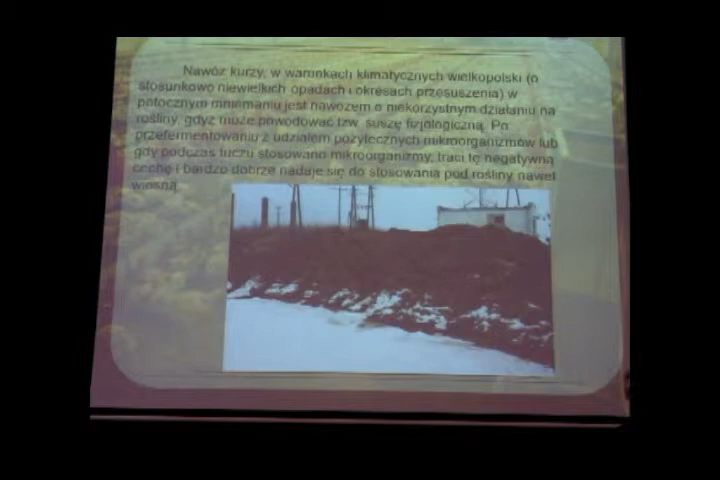 Nawóz kurzy, w warunkach klimatycznych wielkopolski (o
stosunkowo niewielkich opadach i okresach przesuszenia) w
potocznym mniemaniu jest nawozem o niekorzystnym działaniu na
rośliny, gdyż może powodować tzw. suszę fizjologiczną. Po
przefermentowaniu z udziałem pożytecznych mikroorganizmów lub
gdy podczas tuczu stosowano mikroorganizmy, traci tę negatywną
cechę i bardzo dobrze nadaje się do stosowania pod rośliny nawet
wiosną.